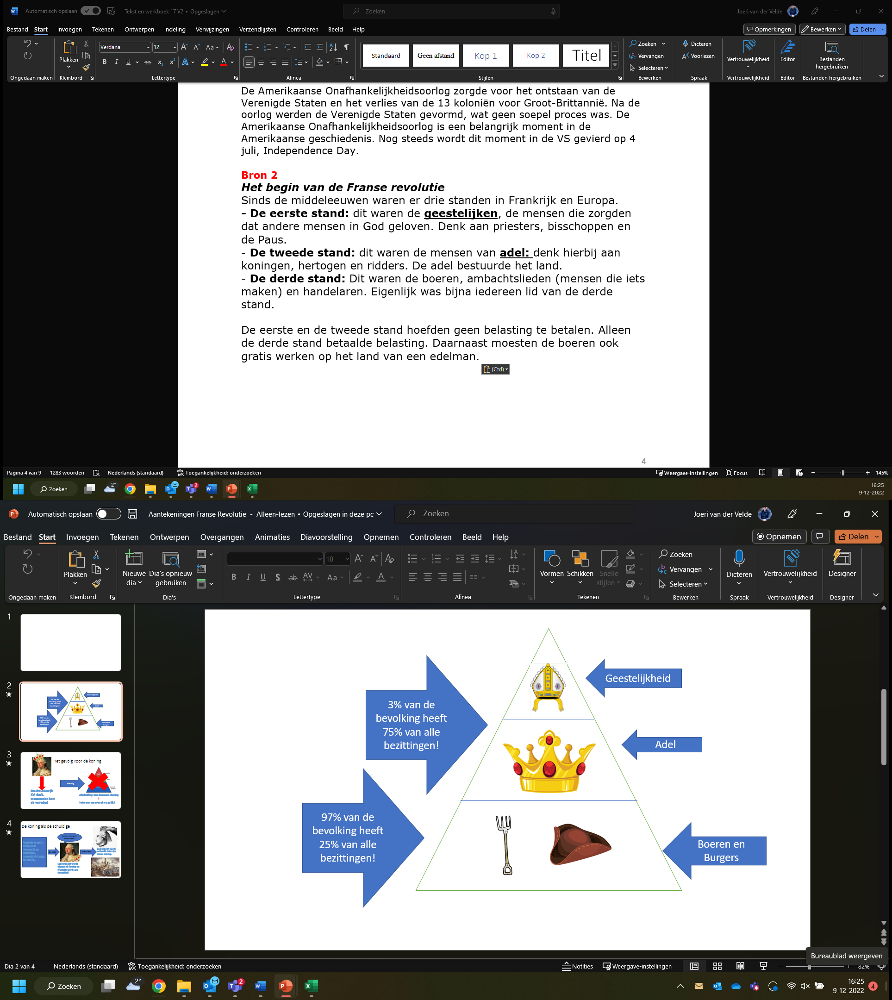 Automatisch opslaan
Tekst en werkboek 17 V2 • Opgeslagen
Zoeken
Joeri van der Velde
Bestand Start Invoegen Tekenen Ontwerpen Indeling Verwijzingen Verzendlijsten Controleren Beeld Help
Opmerkingen Bewerken Delen
Plakken
Verdana 12
Standaard Geen afstand Kop 1 Kop 2 Titel
Zoeken
Vervangen
Selecteren
Dicteren
Voorlezen
Vertrouwelijkheid
Editor
Bestanden
hergebruiken
Ongedaan maken Klembord Lettertype Alinea Stijlen Bewerken Spraak Vertrouwelijkheid Editor Bestanden hergebruiken
De Amerikaanse Onafhankelijkheidsoorlog zorgde voor het ontstaan van de
Verenigde Staten en het verlies van de 13 koloniën voor Groot-Brittannië. Na de
oorlog werden de Verenigde Staten gevormd, wat geen soepel proces was. De
Amerikaanse Onafhankelijkheidsoorlog is een belangrijk moment in de
Amerikaanse geschiedenis. Nog steeds wordt dit moment in de VS gevierd op 4
juli, Independence Day.
Bron 2
Het begin van de Franse revolutie
Sinds de middeleeuwen waren er drie standen in Frankrijk en Europa.
- De eerste stand: dit waren de geestelijken, de mensen die zorgden
dat andere mensen in God geloven. Denk aan priesters, bisschoppen en
de Paus.
- De tweede stand: dit waren de mensen van adel: denk hierbij aan
koningen, hertogen en ridders. De adel bestuurde het land.
- De derde stand: Dit waren de boeren, ambachtslieden (mensen die iets
maken) en handelaren. Eigenlijk was bijna iedereen lid van de derde
stand.
De eerste en de tweede stand hoefden geen belasting te betalen. Alleen
de derde stand betaalde belasting. Daarnaast moesten de boeren ook
gratis werken op het land van een edelman.
(Ctrl)
4
Pagina 4 van 9 1283 woorden Nederlands (standaard) Toegankelijkheid: onderzoeken
Weergave-instellingen Focus 145%
Zoeken
2°
2
16:25
9-12-2022
Automatisch opslaan
Aantekeningen Franse Revolutie - Alleen-lezen • Opgeslagen in deze pc
Zoeken
Joeri van der Velde
Bestand Start Invoegen Tekenen Ontwerpen Overgangen Animaties Diavoorstelling Opnemen Controleren Beeld Help
Opnemen Delen
Plakken
Nieuwe
dia
Dia's opnieuw
gebruiken
18
Vormen Schikken Snelle
stijlen
Zoeken
Vervangen
Selecteren
Dicteren
Vertrouwelijkheid
Designer
Ongedaan maken Klembord Dia's Lettertype Alinea Tekenen Bewerken Spraak Vertrouwelijkheid Designer
1
2
3
Het gevolg voor de koning
4
De koning als de schuldige
Geestelijkheid
3% van de
bevolking heeft
75% van alle
bezittingen!
Adel
97% van de
bevolking heeft
25% van alle
bezittingen!
Boeren en
Burgers
Bureaublad weergeven
Dia 2 van 4 Nederlands (standaard) Toegankelijkheid: onderzoeken
Notities Weergave-instellingen 82%
Zoeken
2°
2
16:25
9-12-2022
4